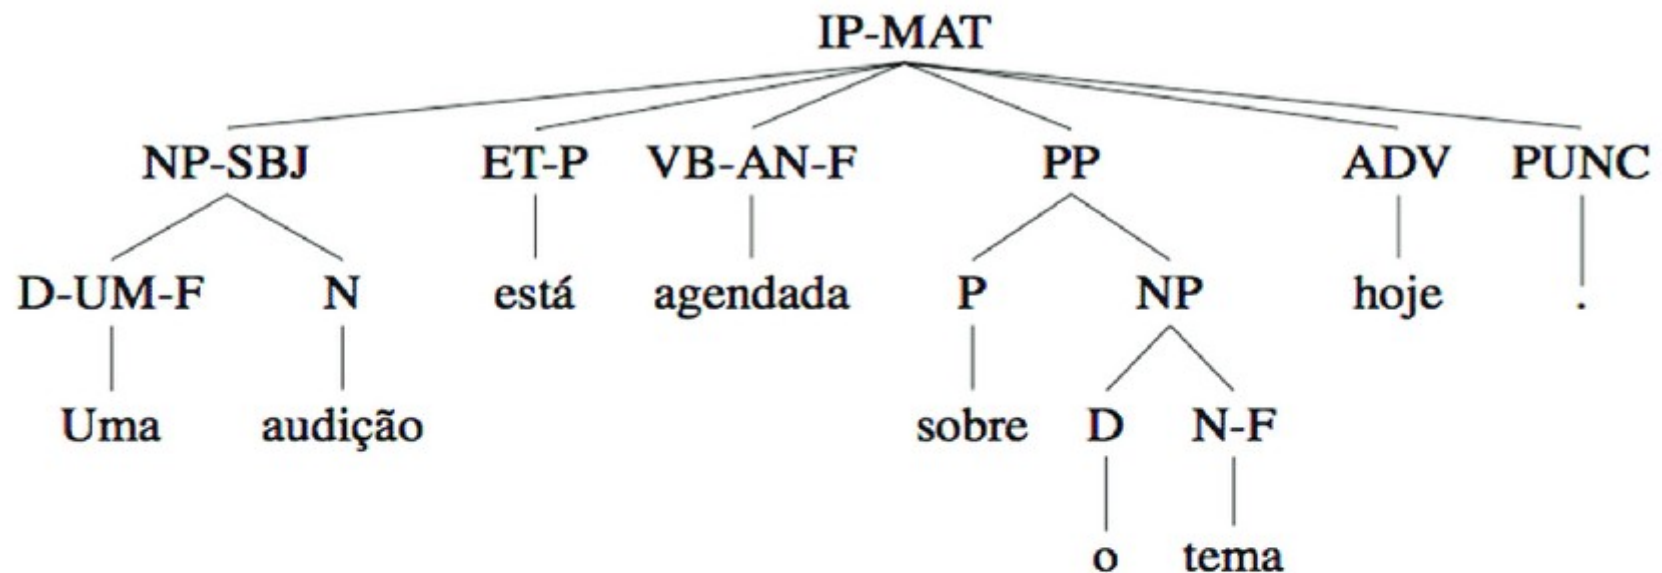 IP-MAT
NP-SBJ ET-P VB-AN-F PP ADV PUNC
D-UM-F N está agendada P NP hoje .
Uma audição sobre D N-F
o tema